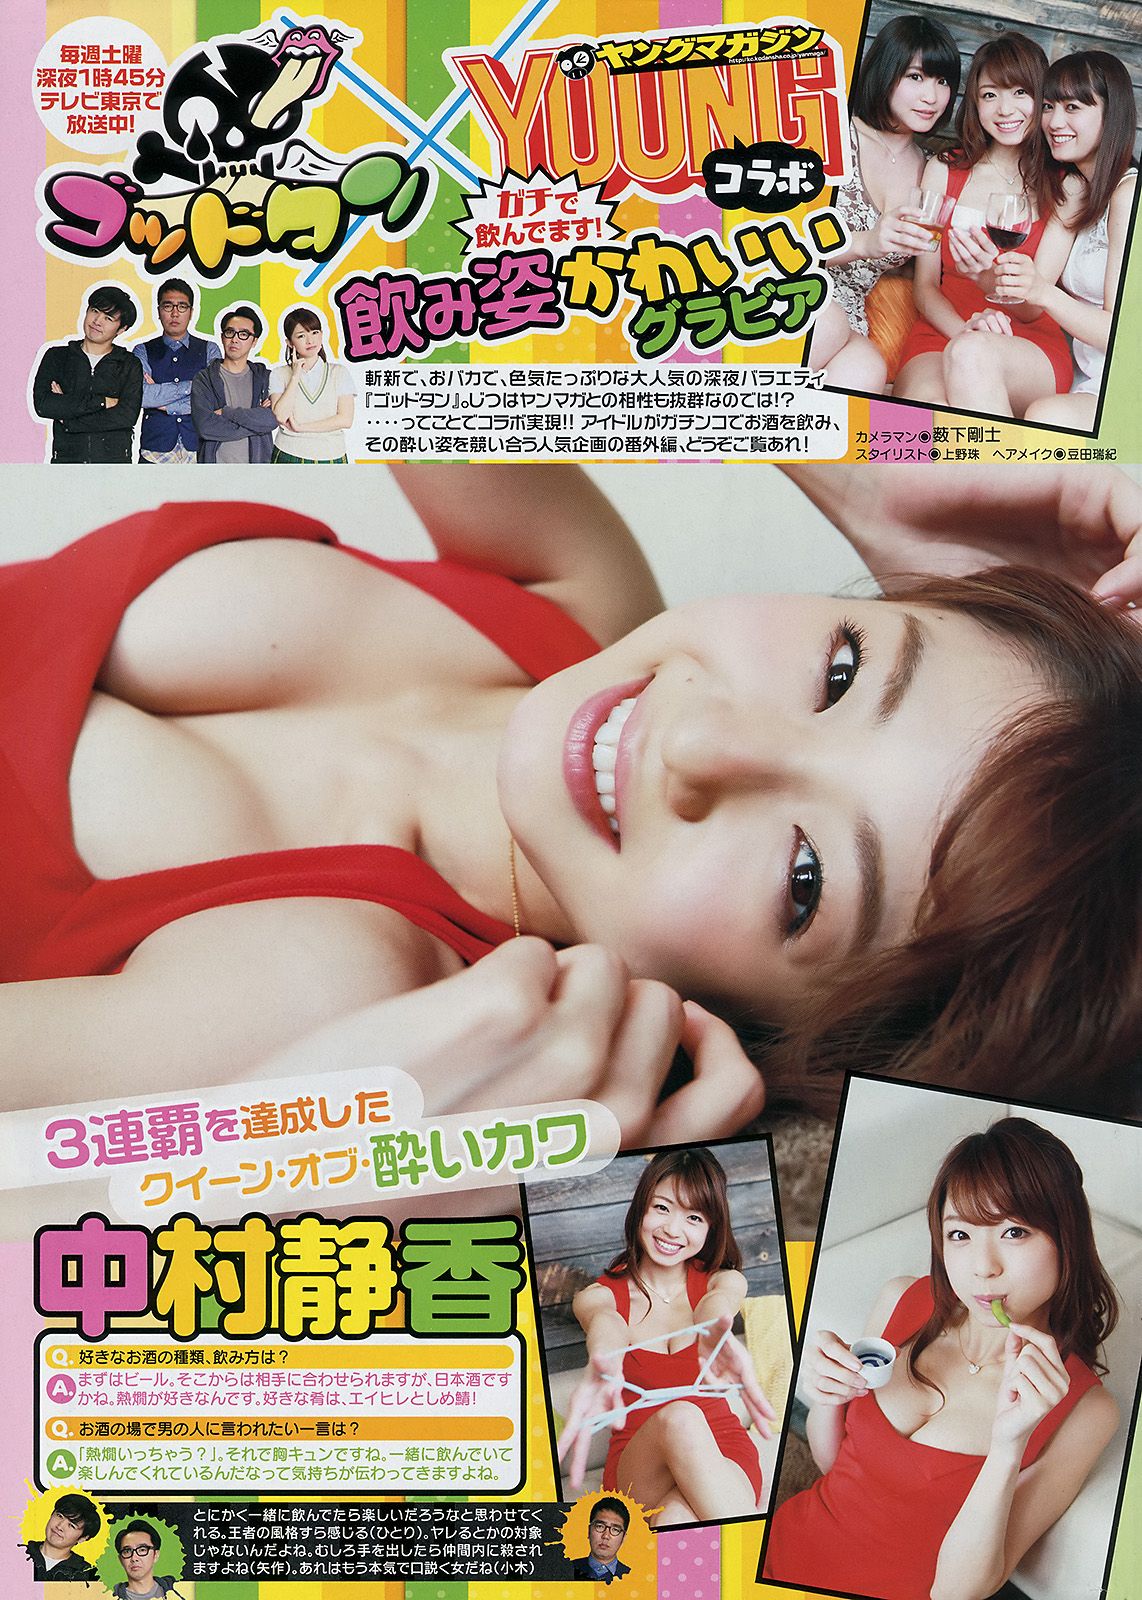 毎週土曜
深夜1時45分
テレビ東京で
放送中!
ゴッドタン
×
ヤングマガジン
http://kc.kodansha.co.jp/yanmaga/
YOUNG
コラボ
ガチで
飲んでます!
飲み姿かわいい
グラビア
斬新で、おバカで、色気たっぷりな大人気の深夜バラエティ
『ゴッドタン』。じつはヤンマガとの相性も抜群なのでは!?
‥‥ってことでコラボ実現!! アイドルがガチンコでお酒を飲み、
その酔い姿を競い合う人気企画の番外編、どうぞご覧あれ!
カメラマン◉薮下剛士
スタイリスト◉上野珠 ヘアメイク◉豆田瑞紀
3連覇を達成した
クイーン・オブ・酔いカワ
中村静香
Q. 好きなお酒の種類、飲み方は?
A. まずはビール。そこからは相手に合わせられますが、日本酒です
かね。熱燗が好きなんです。好きな肴は、エイヒレとしめ鯖!
Q. お酒の場で男の人に言われたい一言は?
A. 「熱燗いっちゃう?」。それで胸キュンですね。一緒に飲んでいて
楽しんでくれているんだなって気持ちが伝わってきますよね。
とにかく一緒に飲んでたら楽しいだろうなと思わせてく
れる。王者の風格すら感じる(ひとり)。ヤレるとかの対象
じゃないんだよね。むしろ手を出したら仲間内に殺され
ますよね(矢作)。あれはもう本気で口説く女だね(小木)